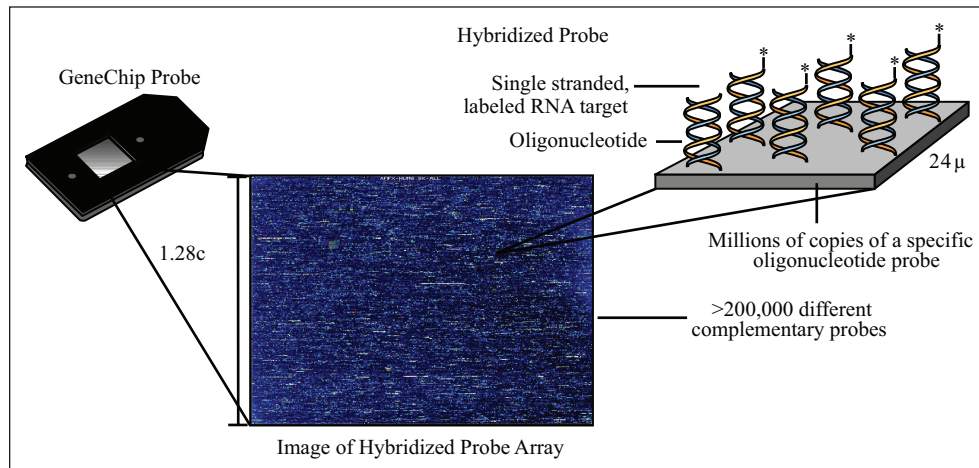 Hybridized Probe
GeneChip Probe
Single stranded,
labeled RNA target
Oligonucleotide
* * * * * *
24μ
1.28c
Millions of copies of a specific
oligonucleotide probe
>200,000 different
complementary probes
Image of Hybridized Probe Array